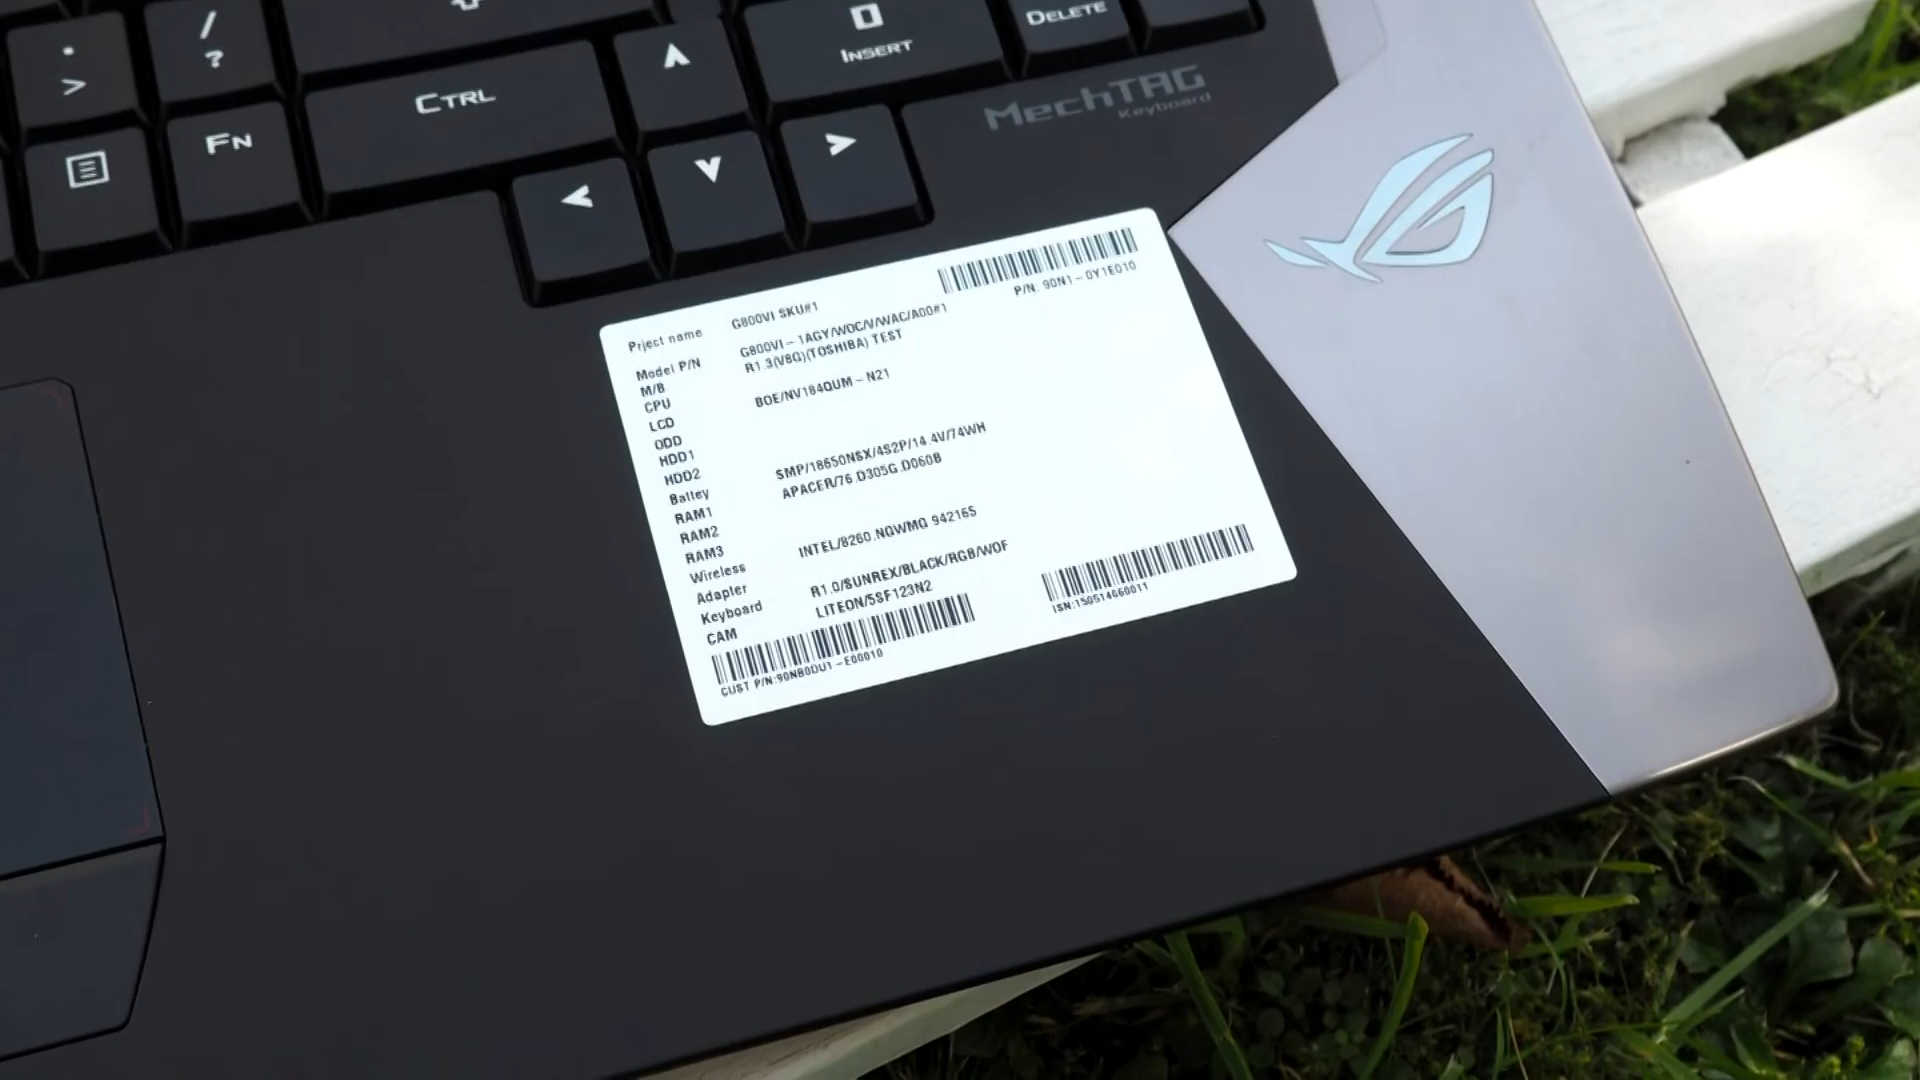 . >
/ ?
CTRL
INSERT
DELETE
FN
MechTAG
Keyboard
Prject name G800VI SKU#1
P/N: 90N1-0Y1E010
Model P/N G800VI-1AGY/WOC/V/WAC/A00#1
M/B R1.3(V8G)(TOSHIBA) TEST
CPU
LCD BOE/NV184QUM-N21
ODD
HDD1
HDD2
Battey SMP/18650NSX/4S2P/14.4V/74WH
RAM1 APACER/76.D305G.D060B
RAM2
RAM3
Wireless INTEL/8260.NGWMG 942165
Adapter
Keyboard R1.0/SUNREX/BLACK/RGB/WOF
CAM LITEON/5SF123N2
CUST P/N:90NB0DU1-E00010
ISN:150514660011